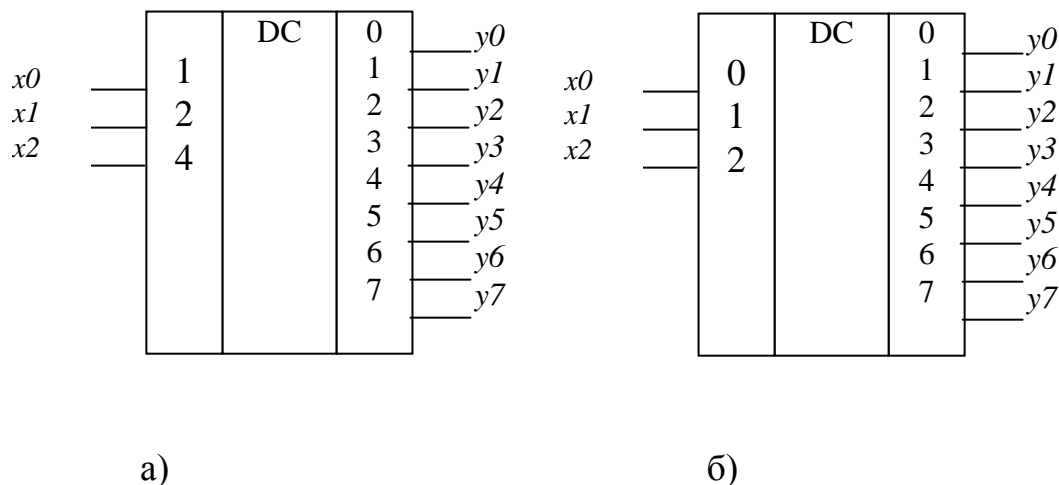 DC 0 y0
x0 1 1 y1
x1 2 2 y2
x2 4 3 y3
4 y4
5 y5
6 y6
7 y7
а)
DC 0 y0
x0 0 1 y1
x1 1 2 y2
x2 2 3 y3
4 y4
5 y5
6 y6
7 y7
б)